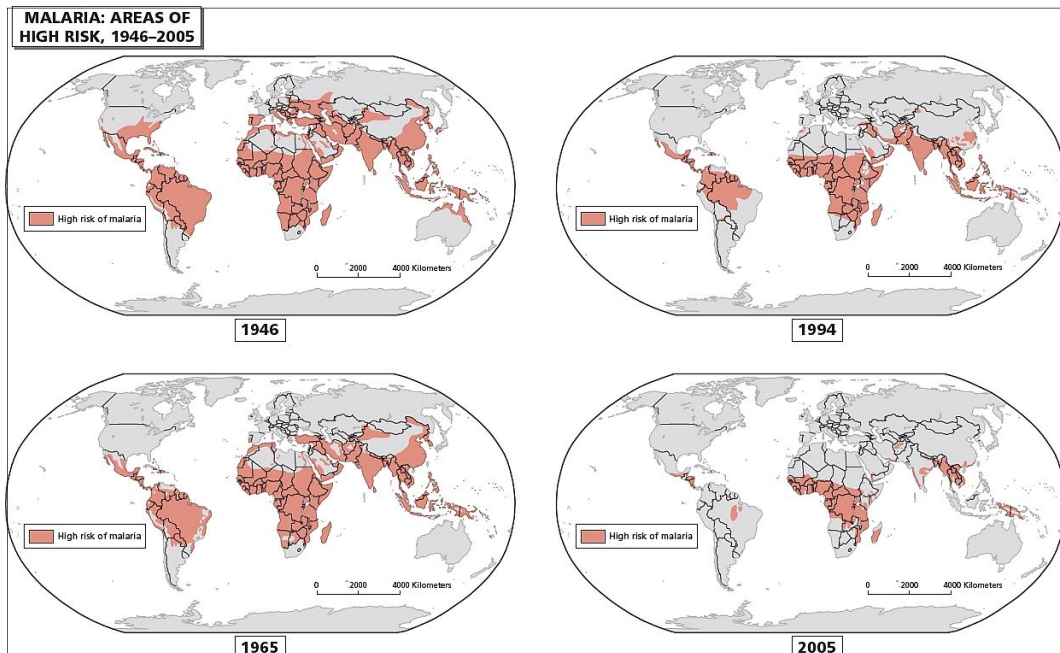 MALARIA: AREAS OF
HIGH RISK, 1946–2005
High risk of malaria
0 2000 4000 Kilometers
1946
High risk of malaria
0 2000 4000 Kilometers
1994
High risk of malaria
0 2000 4000 Kilometers
1965
High risk of malaria
0 2000 4000 Kilometers
2005